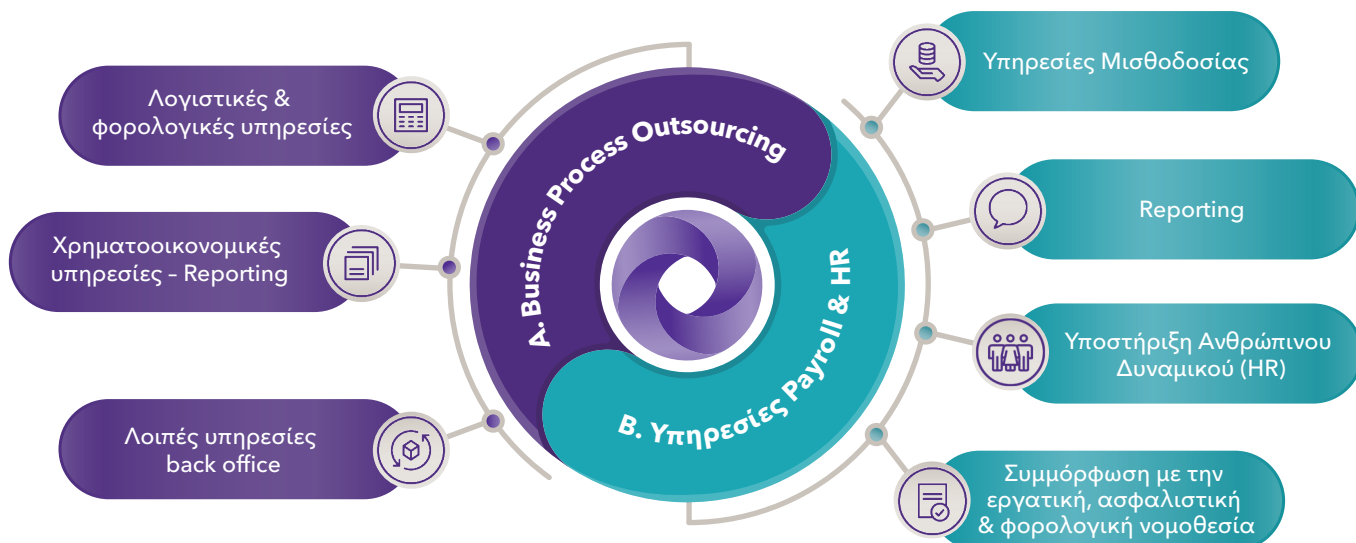 Λογιστικές &
φορολογικές υπηρεσίες
Χρηματοοικονομικές
υπηρεσίες – Reporting
Λοιπές υπηρεσίες
back office
A. Business Process Outsourcing
B. Υπηρεσίες Payroll & HR
Υπηρεσίες Μισθοδοσίας
Reporting
Υποστήριξη Ανθρώπινου
Δυναμικού (HR)
Συμμόρφωση με την
εργατική, ασφαλιστική
& φορολογική νομοθεσία